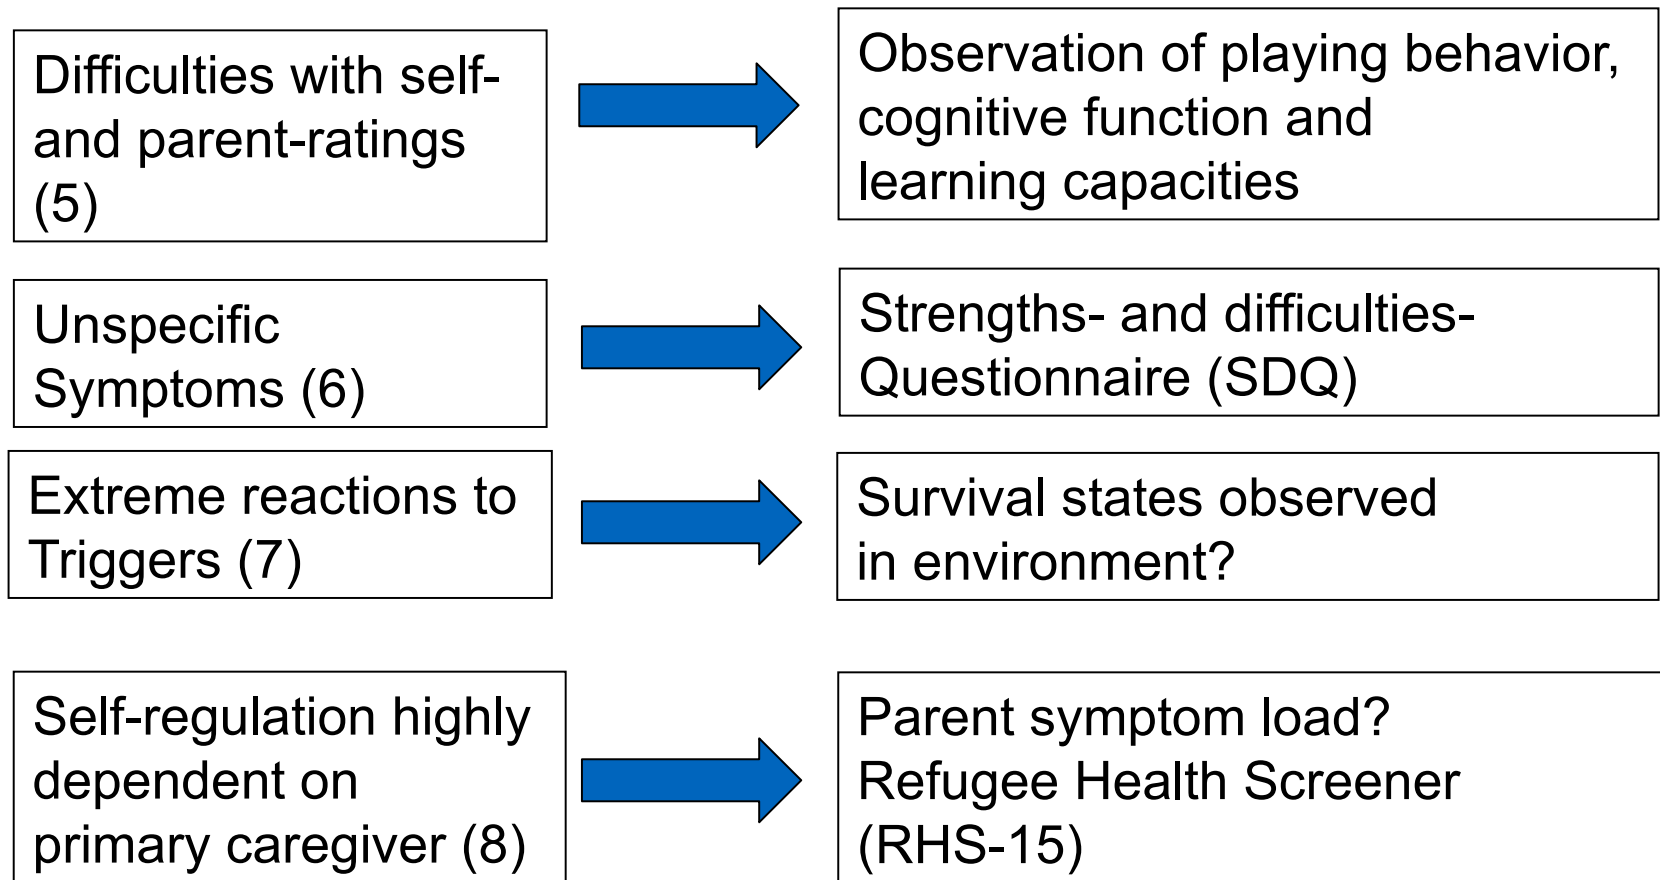 Difficulties with self-
and parent-ratings
(5)
Observation of playing behavior,
cognitive function and
learning capacities
Unspecific
Symptoms (6)
Strengths- and difficulties-
Questionnaire (SDQ)
Extreme reactions to
Triggers (7)
Survival states observed
in environment?
Self-regulation highly
dependent on
primary caregiver (8)
Parent symptom load?
Refugee Health Screener
(RHS-15)